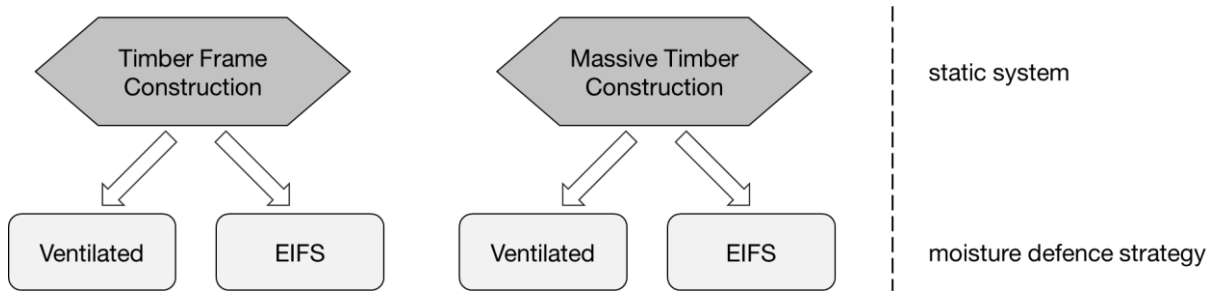 Timber Frame
Construction
Massive Timber
Construction
static system
Ventilated
EIFS
Ventilated
EIFS
moisture defence strategy